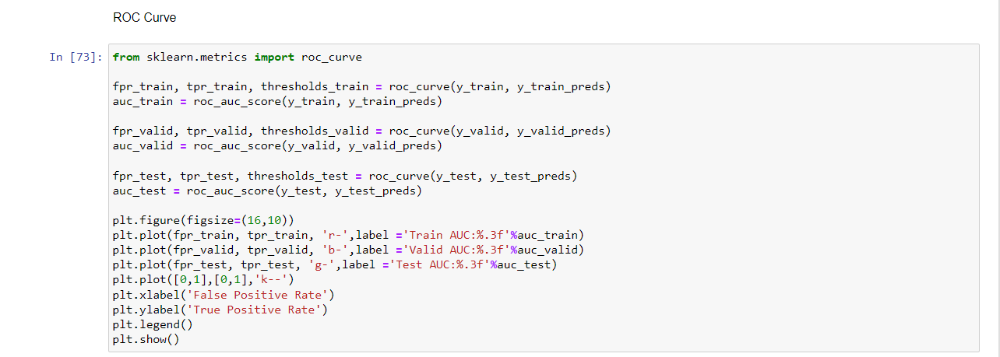 ROC Curve
In [73]: from sklearn.metrics import roc_curve
fpr_train, tpr_train, thresholds_train = roc_curve(y_train, y_train_preds)
auc_train = roc_auc_score(y_train, y_train_preds)
fpr_valid, tpr_valid, thresholds_valid = roc_curve(y_valid, y_valid_preds)
auc_valid = roc_auc_score(y_valid, y_valid_preds)
fpr_test, tpr_test, thresholds_test = roc_curve(y_test, y_test_preds)
auc_test = roc_auc_score(y_test, y_test_preds)
plt.figure(figsize=(16,10))
plt.plot(fpr_train, tpr_train, 'r-',label ='Train AUC:%.3f'%auc_train)
plt.plot(fpr_valid, tpr_valid, 'b-',label ='Valid AUC:%.3f'%auc_valid)
plt.plot(fpr_test, tpr_test, 'g-',label ='Test AUC:%.3f'%auc_test)
plt.plot([0,1],[0,1],'k--')
plt.xlabel('False Positive Rate')
plt.ylabel('True Positive Rate')
plt.legend()
plt.show()